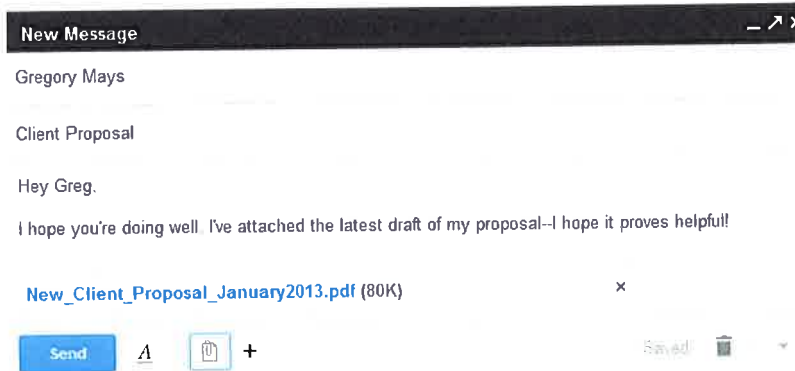 New Message
Gregory Mays
Client Proposal
Hey Greg,
I hope you're doing well. I've attached the latest draft of my proposal--I hope it proves helpful!
New_Client_Proposal_January2013.pdf (80K)
Send A +
Saved